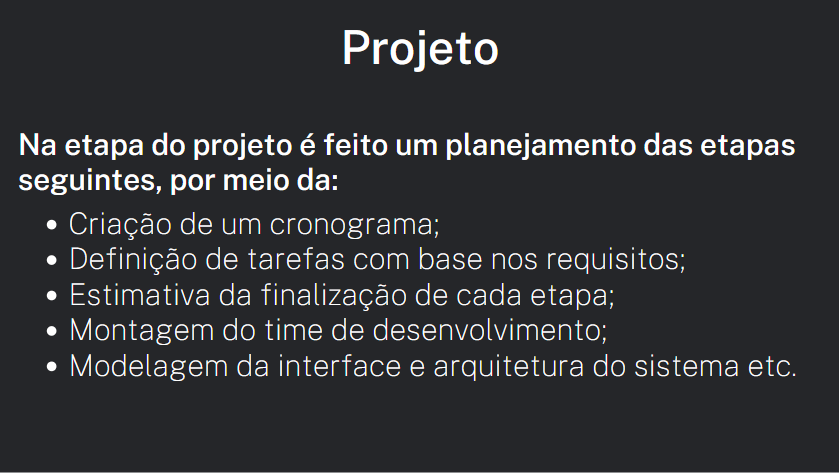 Projeto
Na etapa do projeto é feito um planejamento das etapas
seguintes, por meio da:
• Criação de um cronograma;
• Definição de tarefas com base nos requisitos;
• Estimativa da finalização de cada etapa;
• Montagem do time de desenvolvimento;
• Modelagem da interface e arquitetura do sistema etc.